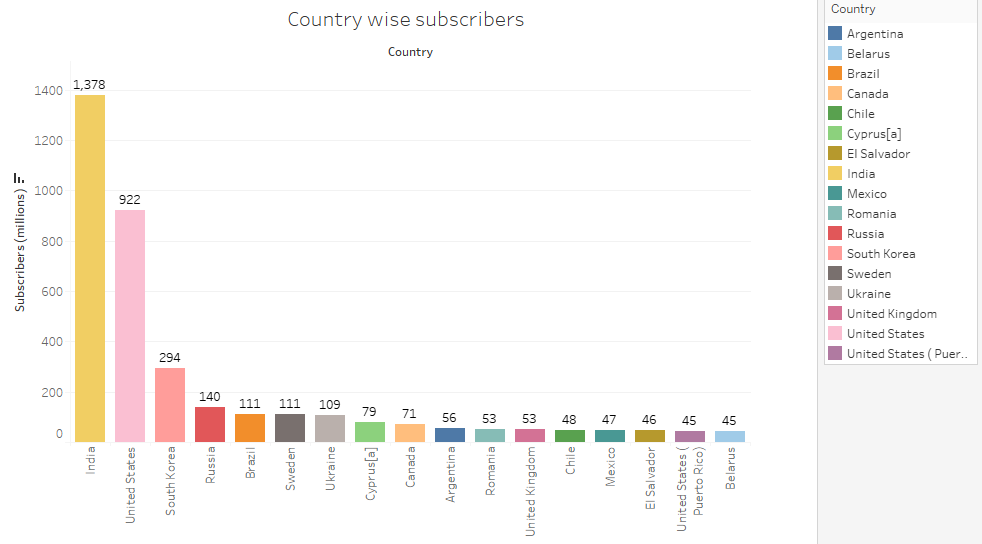 Country wise subscribers
Country
Subscribers (millions)
1400
1200
1000
800
600
400
200
0
1,378
922
294
140
111
111
109
79
71
56
53
53
48
47
46
45
45
India
United States
South Korea
Russia
Brazil
Sweden
Ukraine
Cyprus[a]
Canada
Argentina
Romania
United Kingdom
Chile
Mexico
El Salvador
United States (
Puerto Rico)
Belarus
Country
Argentina
Belarus
Brazil
Canada
Chile
Cyprus[a]
El Salvador
India
Mexico
Romania
Russia
South Korea
Sweden
Ukraine
United Kingdom
United States
United States ( Puer..